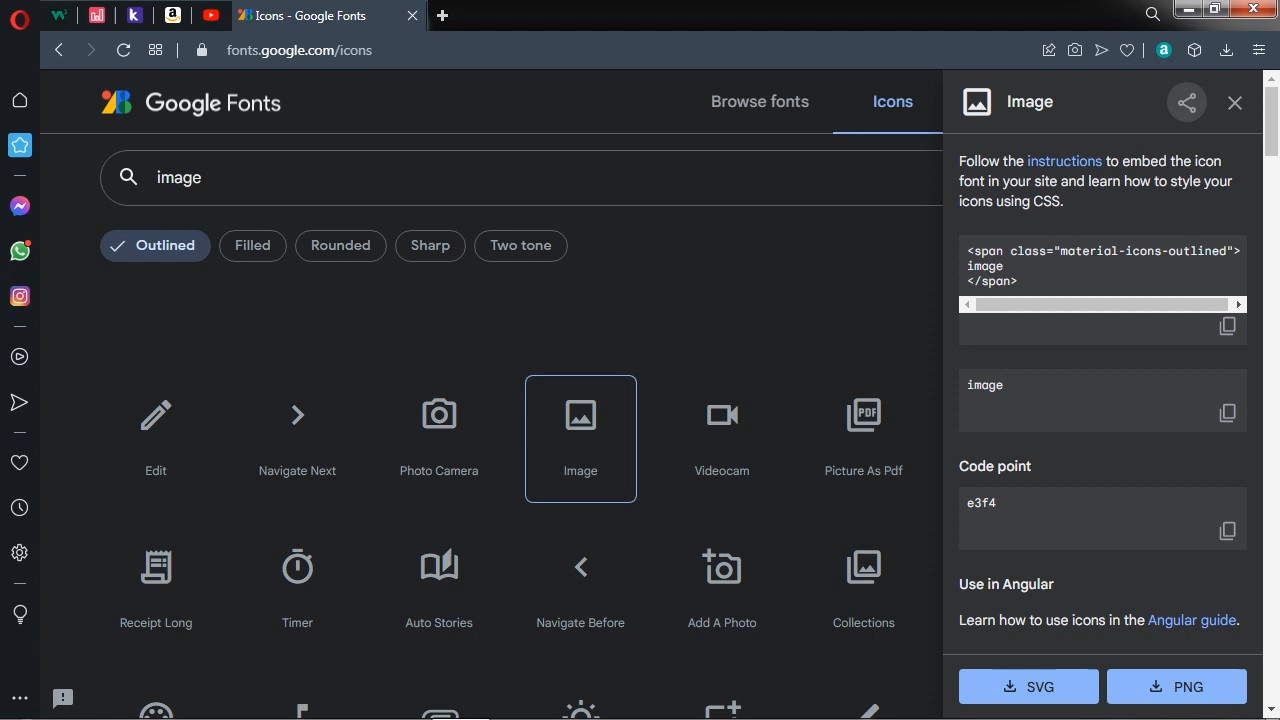 Icons - Google Fonts
fonts.google.com/icons
Google Fonts
Browse fonts
Icons
image
Outlined
Filled
Rounded
Sharp
Two tone
Edit
Navigate Next
Photo Camera
Image
Videocam
PDF
Picture As Pdf
Receipt Long
Timer
Auto Stories
Navigate Before
Add A Photo
Collections
Image
Follow the instructions to embed the icon
font in your site and learn how to style your
icons using CSS.
<span class="material-icons-outlined">
image
</span>
image
Code point
e3f4
Use in Angular
Learn how to use icons in the Angular guide.
SVG
PNG